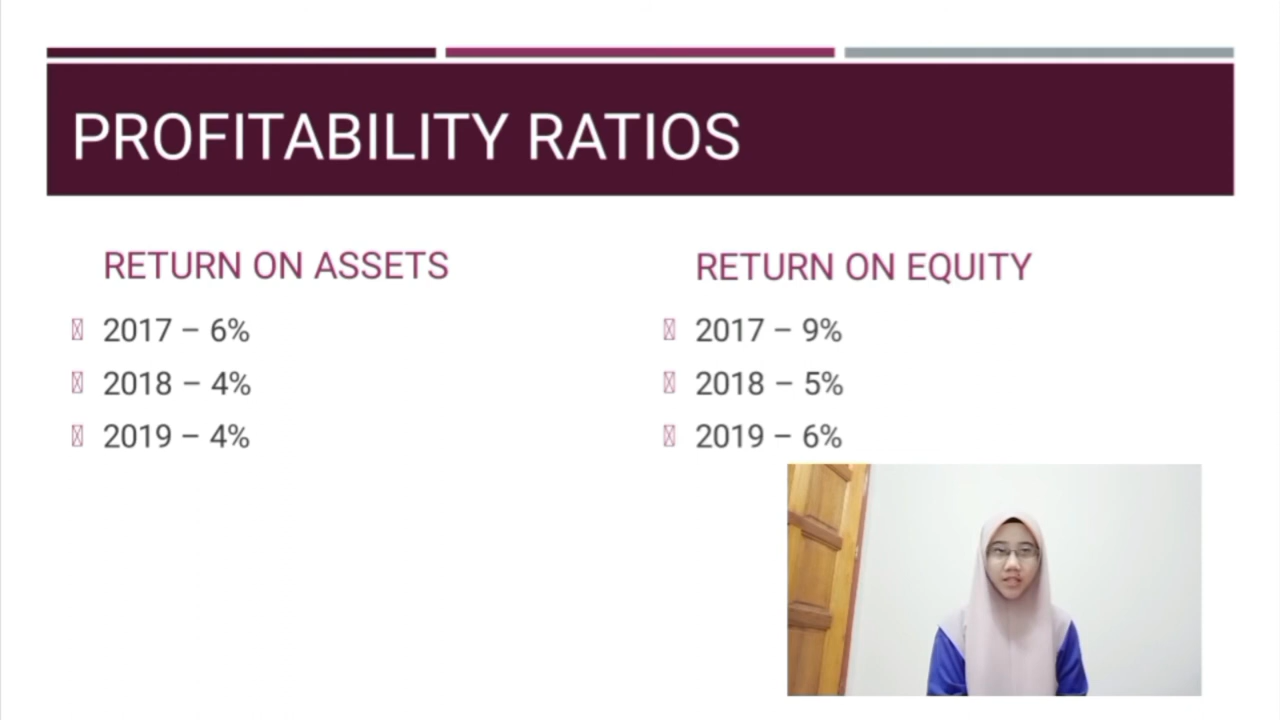 PROFITABILITY RATIOS
RETURN ON ASSETS
2017 – 6%
2018 – 4%
2019 – 4%
RETURN ON EQUITY
2017 – 9%
2018 – 5%
2019 – 6%